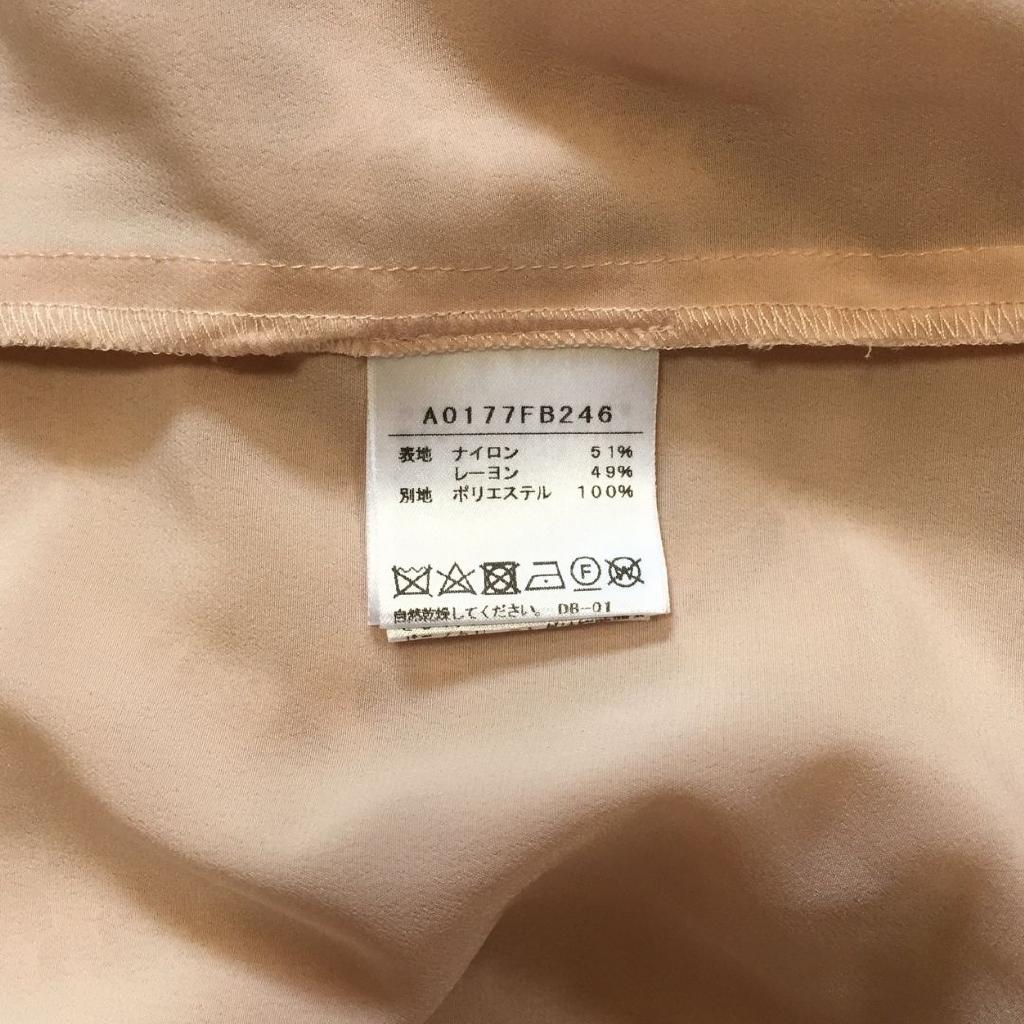 A0177FB246
表地 ナイロン 51%
レーヨン 49%
別地 ポリエステル 100%
F W
自然乾燥してください。 DB-01